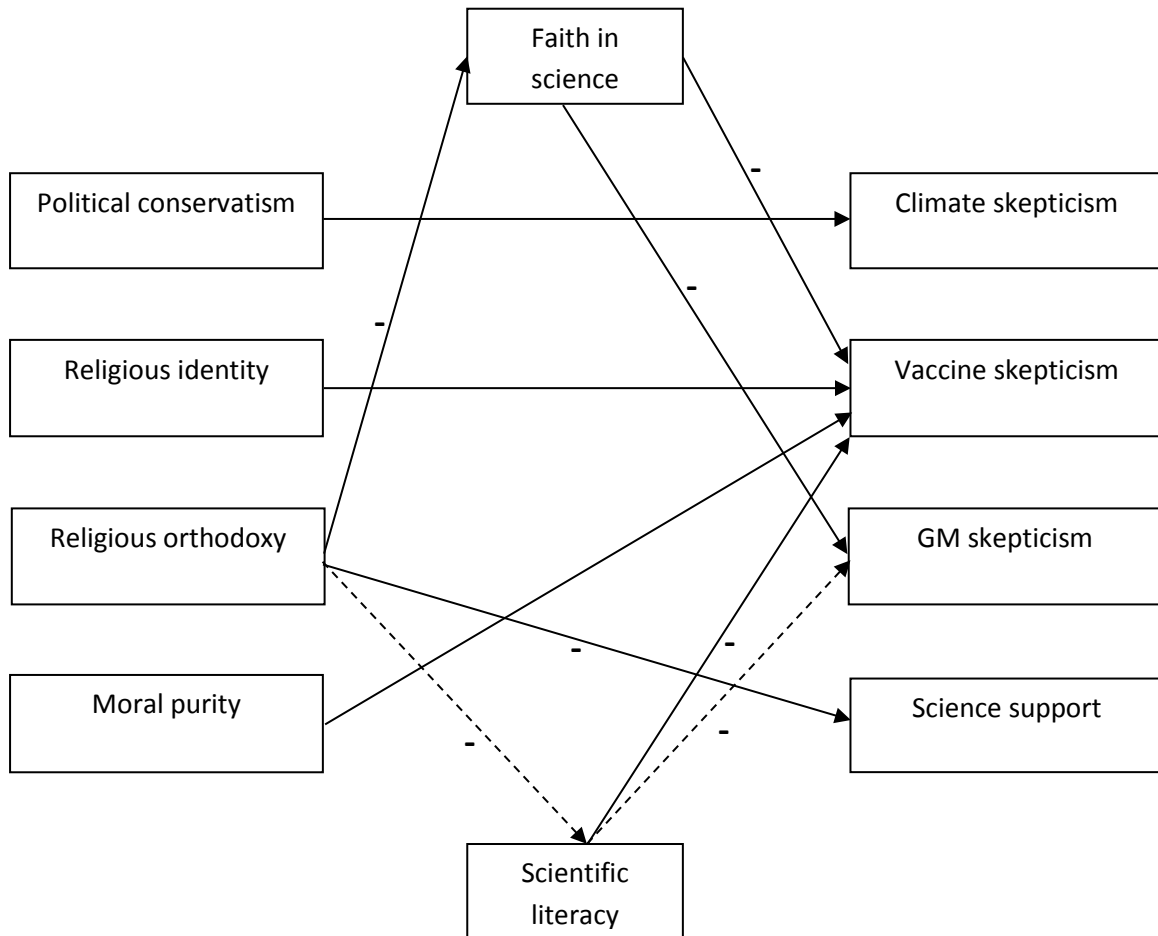 Faith in
science
-
Political conservatism
Climate skepticism
-
-
Religious identity
Vaccine skepticism
Religious orthodoxy
GM skepticism
-
-
Moral purity
Science support
-
-
Scientific
literacy